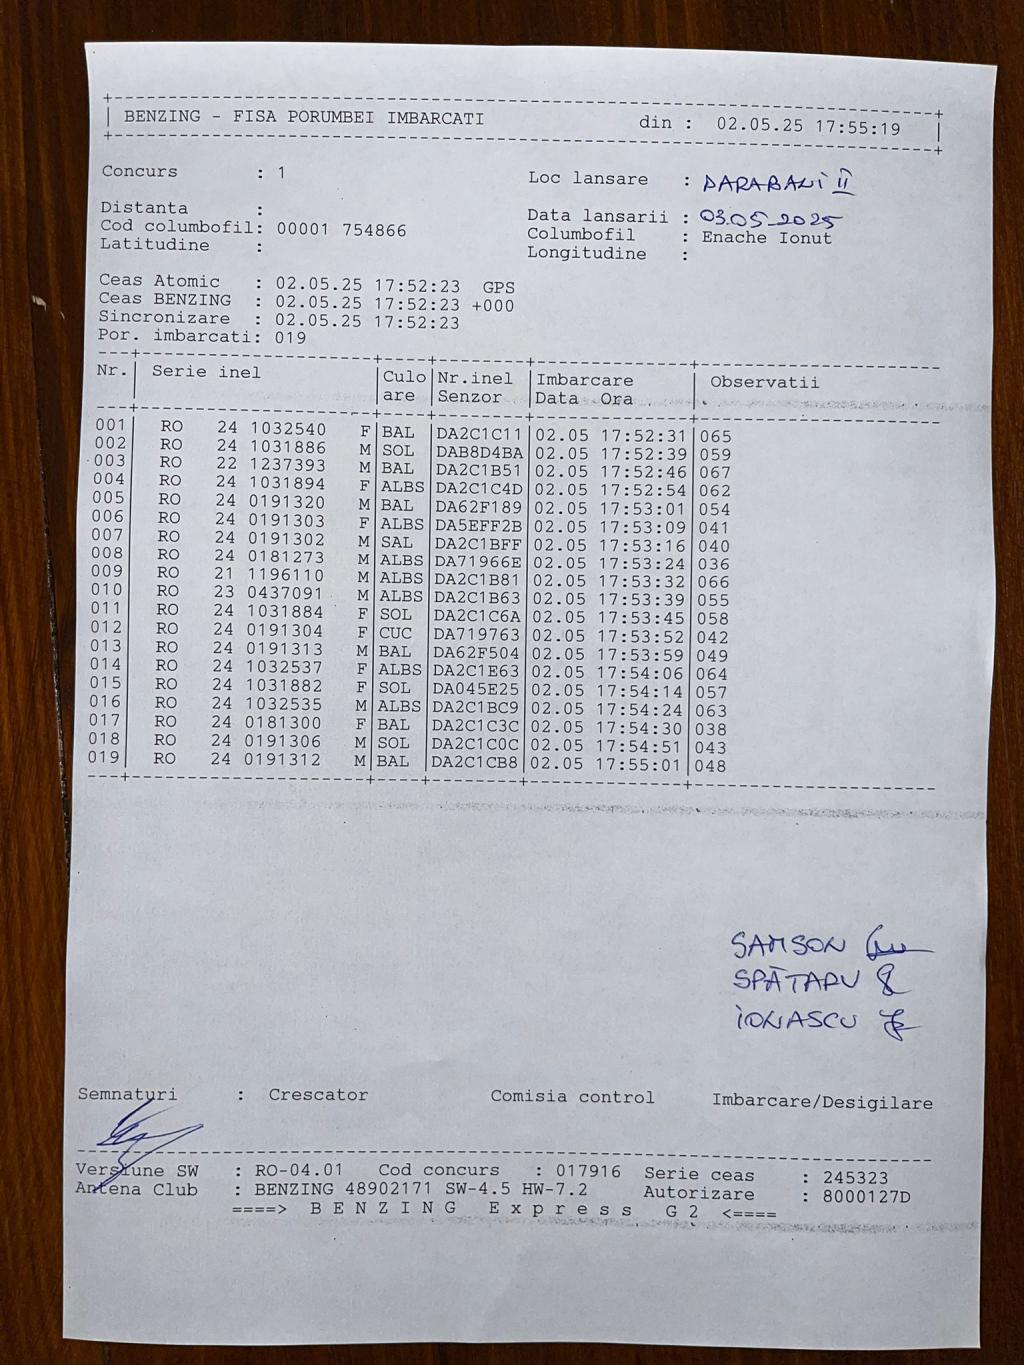 BENZING - FISA PORUMBEI IMBARCATI din : 02.05.25 17:55:19
Concurs : 1 Loc lansare : DARABANI II
Distanta : Data lansarii : 03.05.2025
Cod columbofil: 00001 754866 Columbofil : Enache Ionut
Latitudine : Longitudine :
Ceas Atomic : 02.05.25 17:52:23 GPS
Ceas BENZING : 02.05.25 17:52:23 +000
Sincronizare : 02.05.25 17:52:23
Por. imbarcati: 019
Nr. Serie inel Culo Nr.inel Imbarcare Observatii
are Senzor Data Ora
001 RO 24 1032540 F BAL DA2C1C11 02.05 17:52:31 065
002 RO 24 1031886 M SOL DAB8D4BA 02.05 17:52:39 059
003 RO 22 1237393 M BAL DA2C1B51 02.05 17:52:46 067
004 RO 24 1031894 F ALBS DA2C1C4D 02.05 17:52:54 062
005 RO 24 0191320 M BAL DA62F189 02.05 17:53:01 054
006 RO 24 0191303 F ALBS DA5EFF2B 02.05 17:53:09 041
007 RO 24 0191302 M SAL DA2C1BFF 02.05 17:53:16 040
008 RO 24 0181273 M ALBS DA71966E 02.05 17:53:24 036
009 RO 21 1196110 M ALBS DA2C1B81 02.05 17:53:32 066
010 RO 23 0437091 M ALBS DA2C1B63 02.05 17:53:39 055
011 RO 24 1031884 F SOL DA2C1C6A 02.05 17:53:45 058
012 RO 24 0191304 F CUC DA719763 02.05 17:53:52 042
013 RO 24 0191313 M BAL DA62F504 02.05 17:53:59 049
014 RO 24 1032537 F ALBS DA2C1E63 02.05 17:54:06 064
015 RO 24 1031882 F SOL DA045E25 02.05 17:54:14 057
016 RO 24 1032535 M ALBS DA2C1BC9 02.05 17:54:24 063
017 RO 24 0181300 F BAL DA2C1C3C 02.05 17:54:30 038
018 RO 24 0191306 M SOL DA2C1C0C 02.05 17:54:51 043
019 RO 24 0191312 M BAL DA2C1CB8 02.05 17:55:01 048
SAMSON
SPĂTARU
IONASCU
Semnaturi : Crescator Comisia control Imbarcare/Desigilare
Versiune SW : RO-04.01 Cod concurs : 017916 Serie ceas : 245323
Antena Club : BENZING 48902171 SW-4.5 HW-7.2 Autorizare : 8000127D
====> B E N Z I N G E x p r e s s G 2 <====